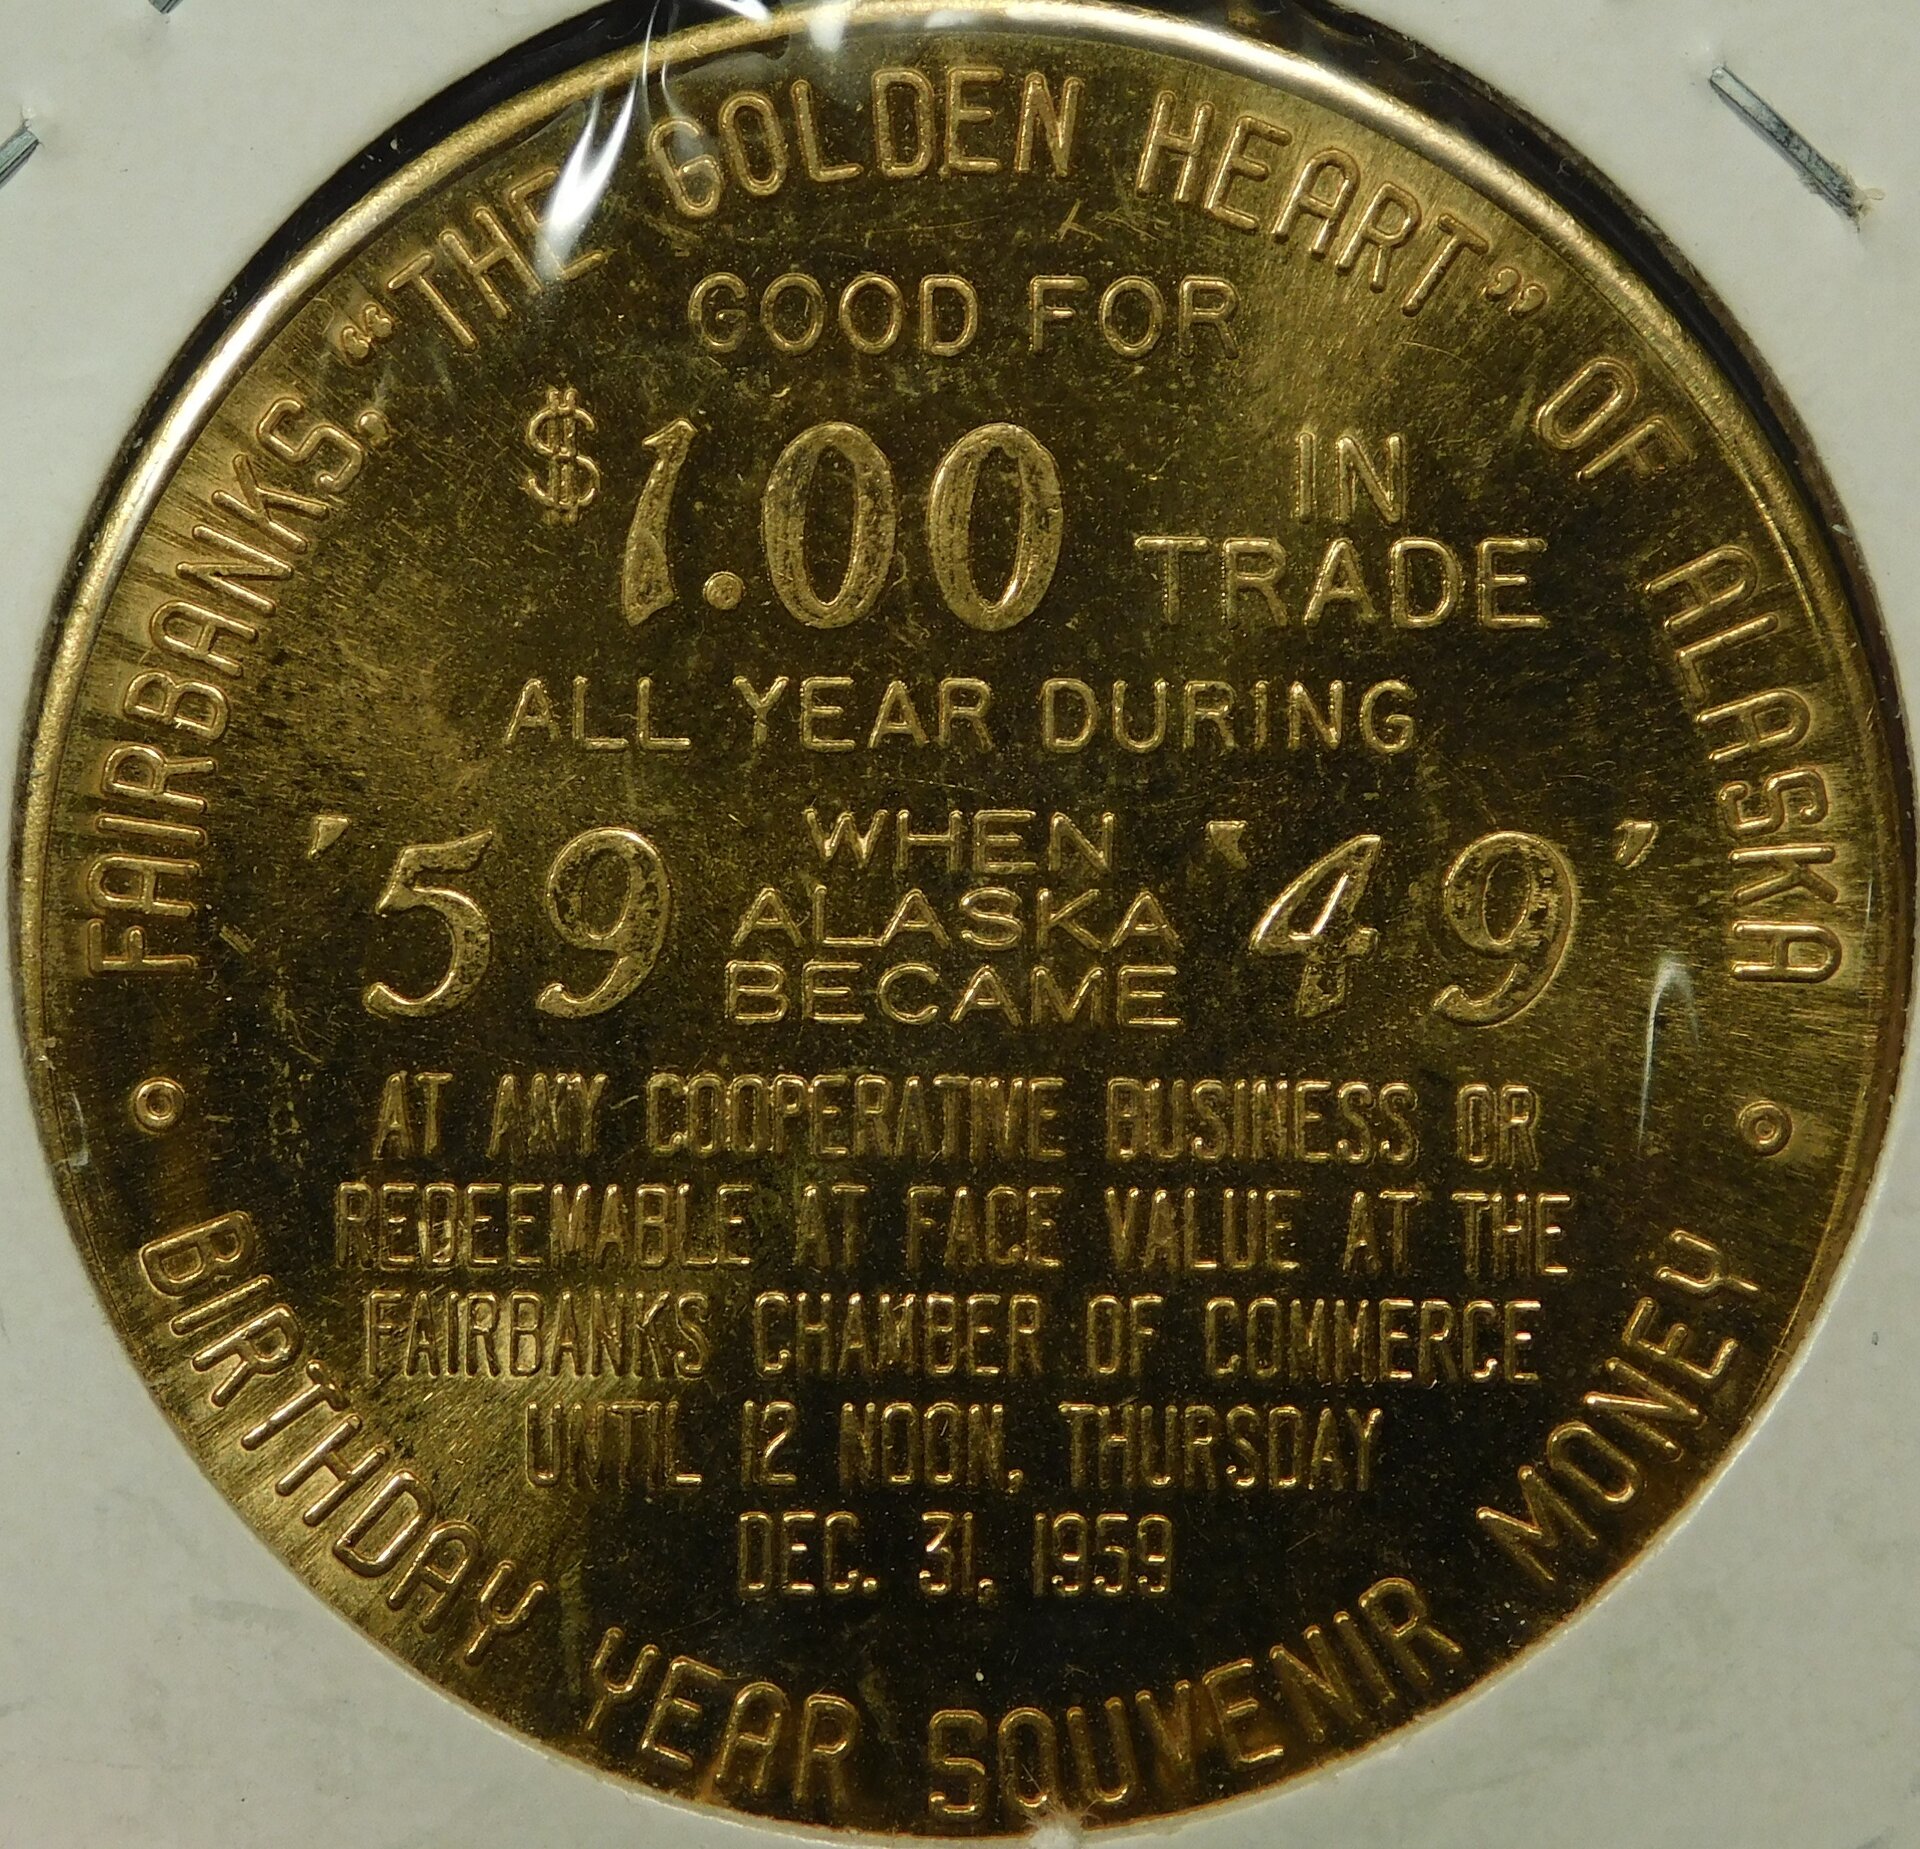 FAIRBANKS, “THE GOLDEN HEART” OF ALASKA
GOOD FOR
$1.00 IN
TRADE
ALL YEAR DURING
'59 WHEN
ALASKA
BECAME '49'
AT ANY COOPERATIVE BUSINESS OR
REDEEMABLE AT FACE VALUE AT THE
FAIRBANKS CHAMBER OF COMMERCE
UNTIL 12 NOON, THURSDAY
DEC. 31, 1959
BIRTHDAY YEAR SOUVENIR MONEY